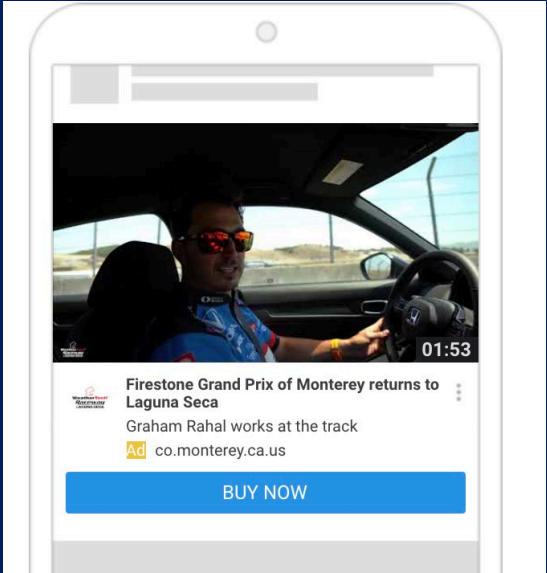 01:53
Firestone Grand Prix of Monterey returns to
Laguna Seca
Graham Rahal works at the track
Ad co.monterey.ca.us
BUY NOW